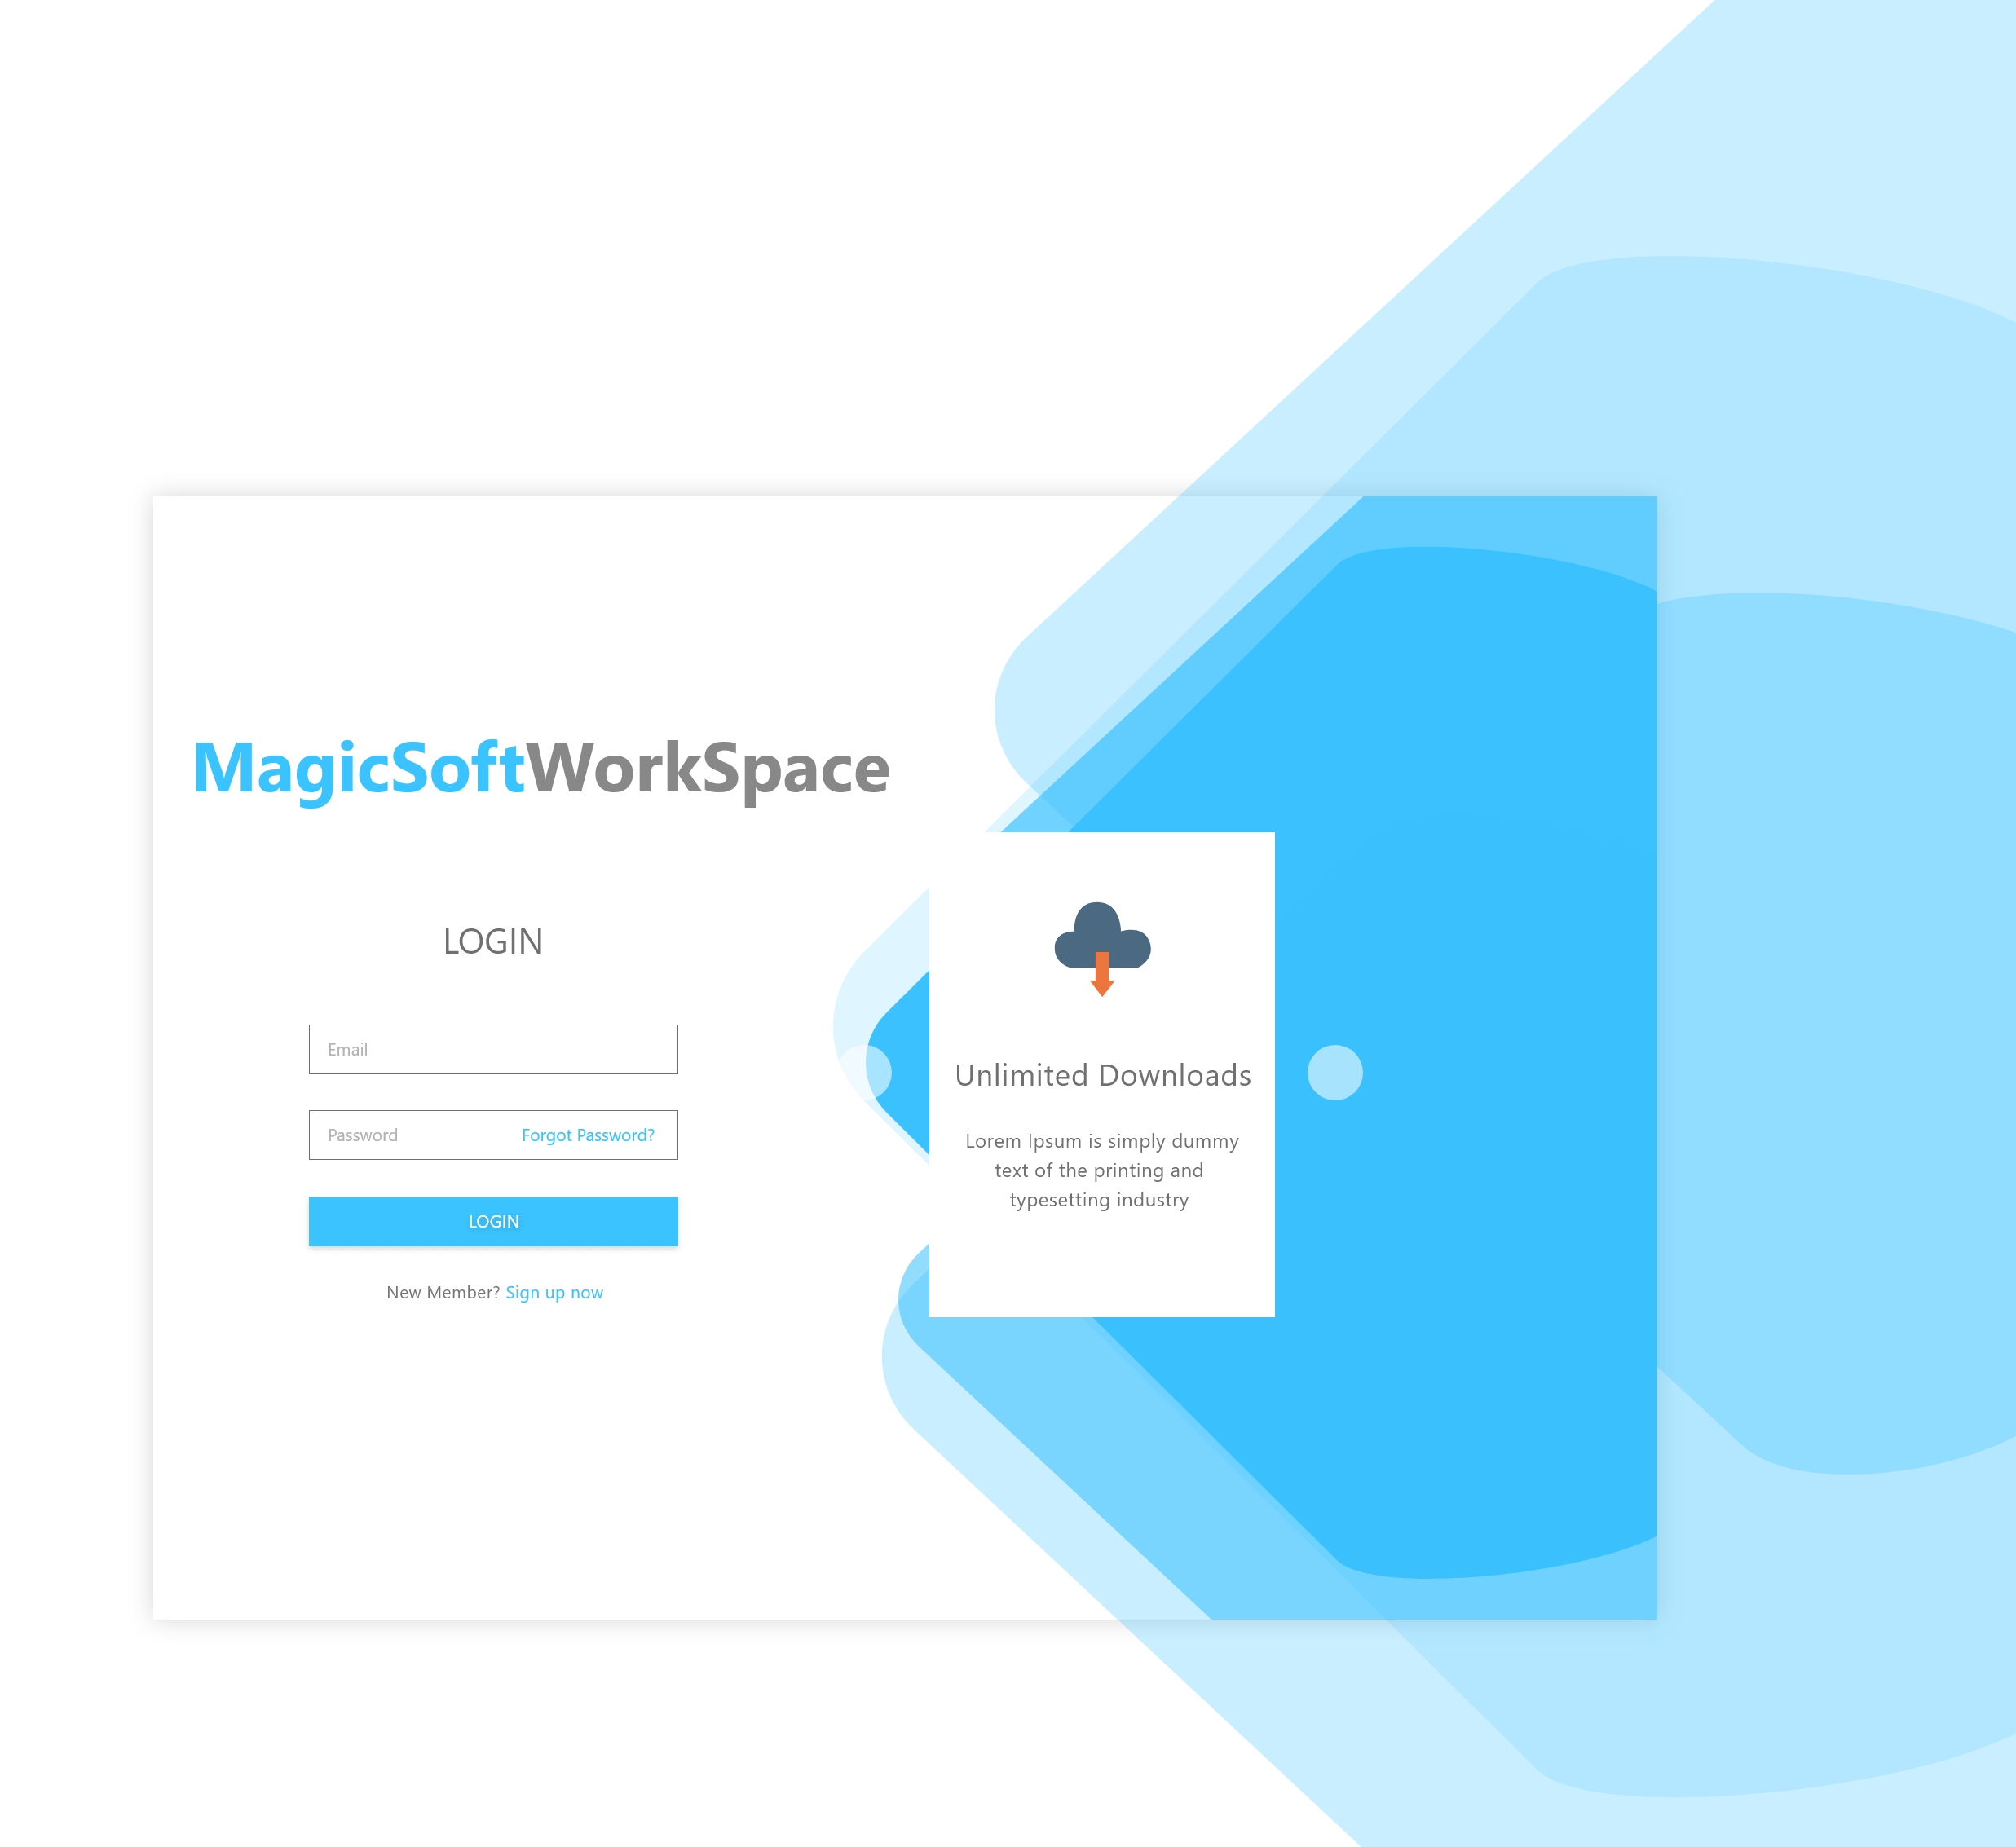 MagicSoftWorkSpace
LOGIN
Email
Password
Forgot Password?
LOGIN
New Member? Sign up now
Unlimited Downloads
Lorem Ipsum is simply dummy
text of the printing and
typesetting industry